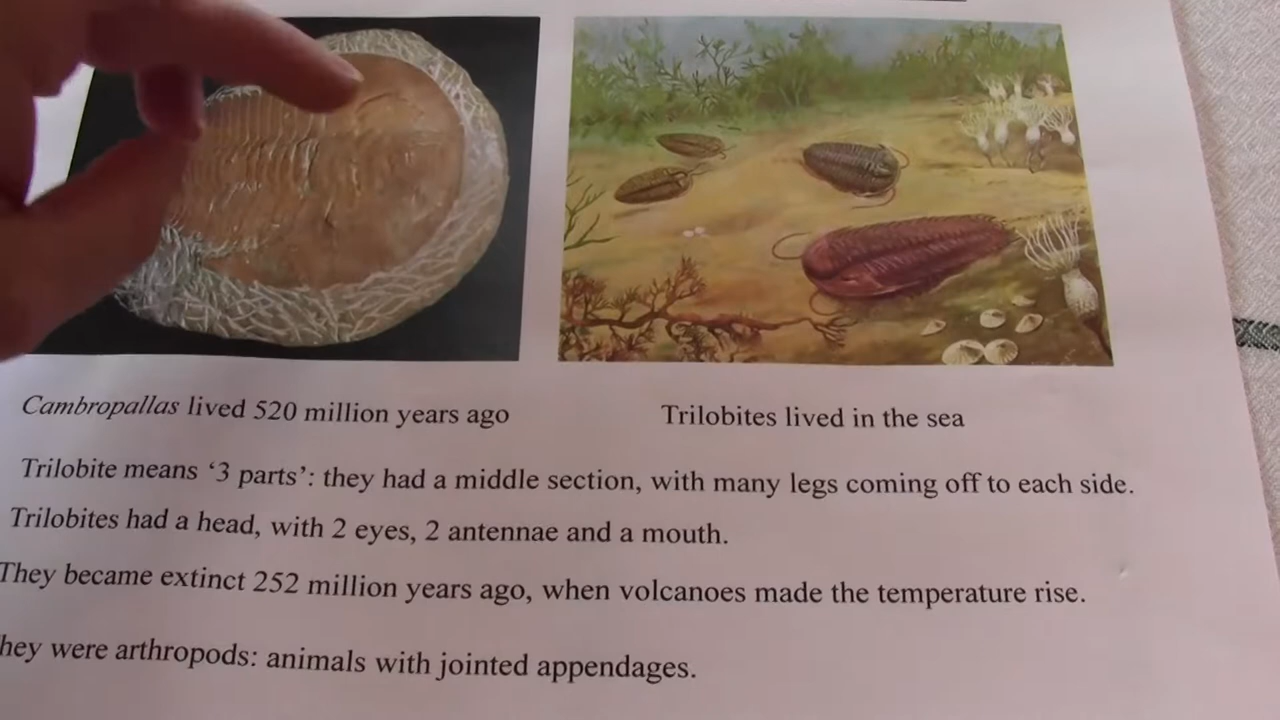 Cambropallas lived 520 million years ago
Trilobites lived in the sea
Trilobite means ‘3 parts’: they had a middle section, with many legs coming off to each side.
Trilobites had a head, with 2 eyes, 2 antennae and a mouth.
They became extinct 252 million years ago, when volcanoes made the temperature rise.
hey were arthropods: animals with jointed appendages.